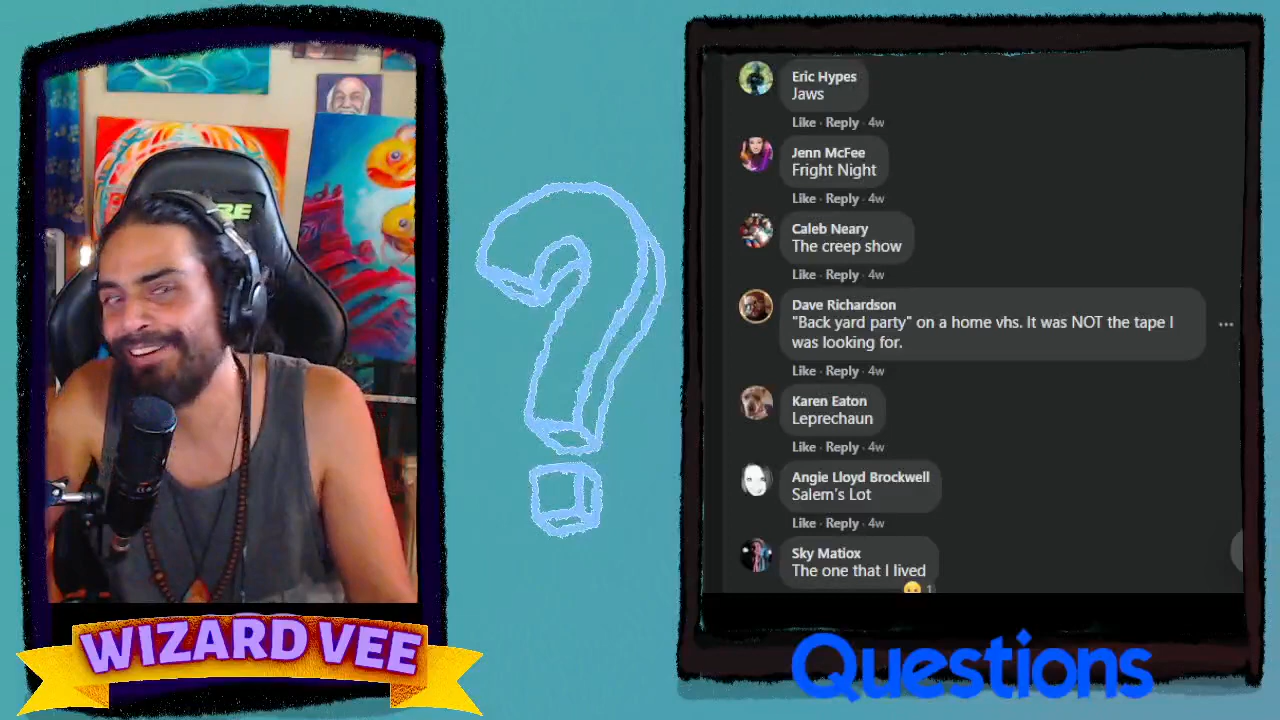 RE
WIZARD VEE
Eric Hypes
Jaws
Like · Reply · 4w
Jenn McFee
Fright Night
Like · Reply · 4w
Caleb Neary
The creep show
Like · Reply · 4w
Dave Richardson
"Back yard party" on a home vhs. It was NOT the tape I
was looking for.
Like · Reply · 4w
Karen Eaton
Leprechaun
Like · Reply · 4w
Angie Lloyd Brockwell
Salem's Lot
Like · Reply · 4w
Sky Matiox
The one that I lived
1
Questions